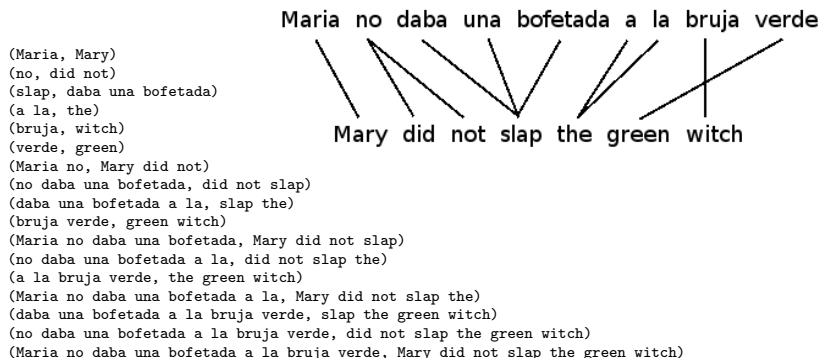 Maria no daba una bofetada a la bruja verde
Mary did not slap the green witch
(Maria, Mary)
(no, did not)
(slap, daba una bofetada)
(a la, the)
(bruja, witch)
(verde, green)
(Maria no, Mary did not)
(no daba una bofetada, did not slap)
(daba una bofetada a la, slap the)
(bruja verde, green witch)
(Maria no daba una bofetada, Mary did not slap)
(no daba una bofetada a la, did not slap the)
(a la bruja verde, the green witch)
(Maria no daba una bofetada a la, Mary did not slap the)
(daba una bofetada a la bruja verde, slap the green witch)
(no daba una bofetada a la bruja verde, did not slap the green witch)
(Maria no daba una bofetada a la bruja verde, Mary did not slap the green witch)